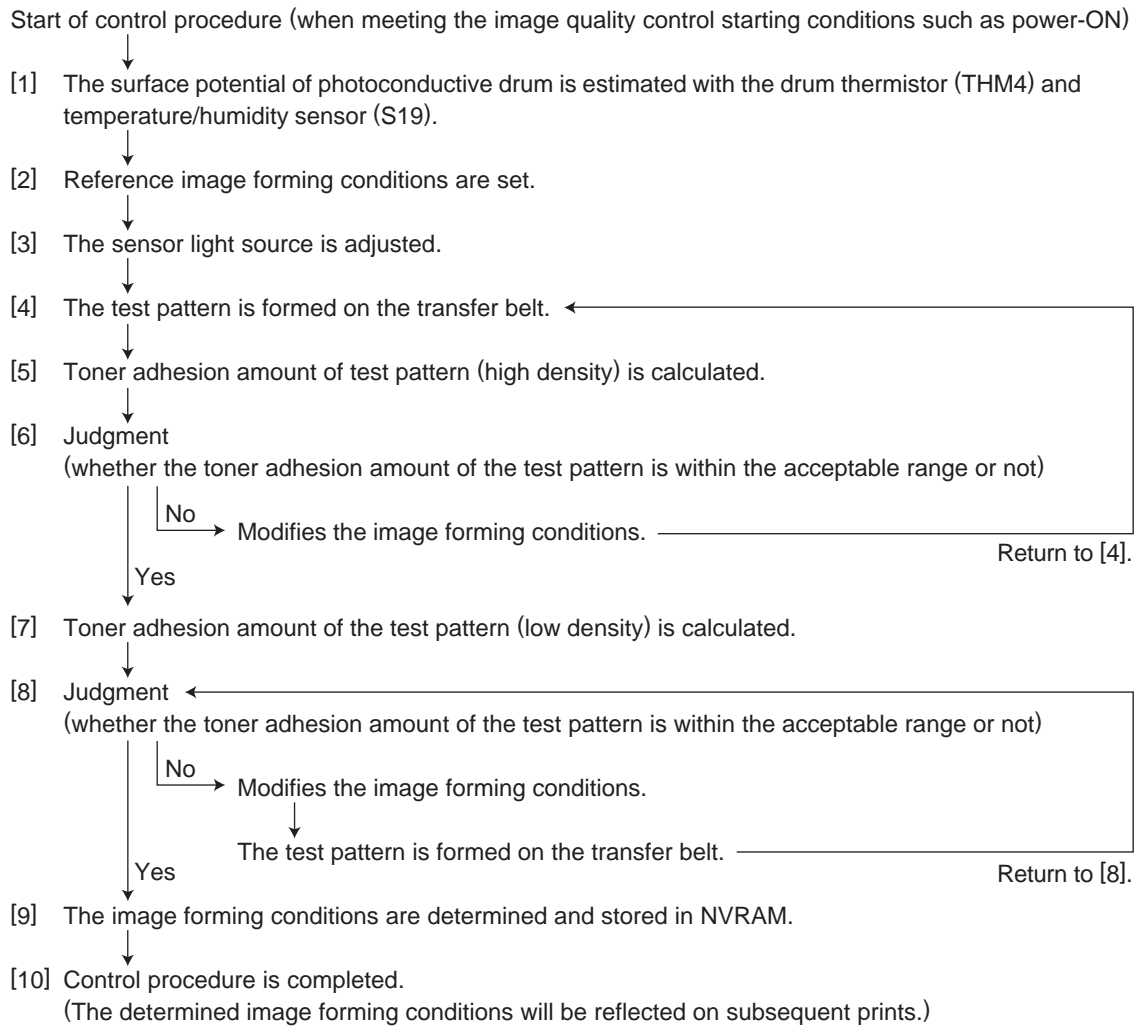 Start of control procedure (when meeting the image quality control starting conditions such as power-ON)
[1] The surface potential of photoconductive drum is estimated with the drum thermistor (THM4) and
temperature/humidity sensor (S19).
[2] Reference image forming conditions are set.
[3] The sensor light source is adjusted.
[4] The test pattern is formed on the transfer belt.
[5] Toner adhesion amount of test pattern (high density) is calculated.
[6] Judgment
(whether the toner adhesion amount of the test pattern is within the acceptable range or not)
No
Modifies the image forming conditions.
Return to [4].
Yes
[7] Toner adhesion amount of the test pattern (low density) is calculated.
[8] Judgment
(whether the toner adhesion amount of the test pattern is within the acceptable range or not)
No
Modifies the image forming conditions.
The test pattern is formed on the transfer belt.
Return to [8].
Yes
[9] The image forming conditions are determined and stored in NVRAM.
[10] Control procedure is completed.
(The determined image forming conditions will be reflected on subsequent prints.)